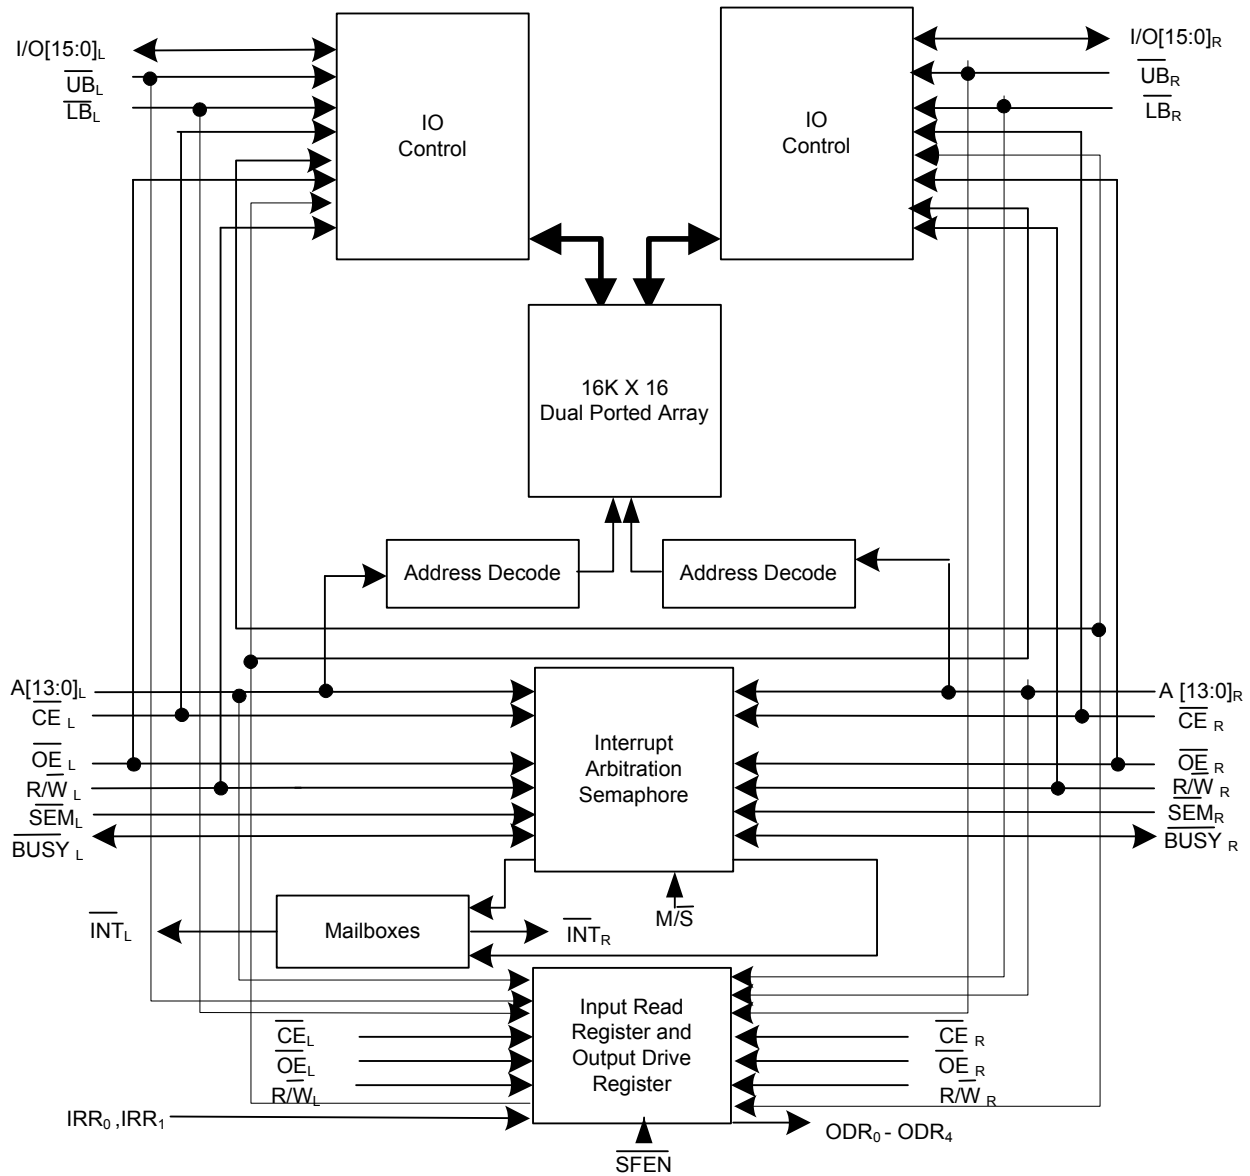 I/O[15:0]L
I/O[15:0]R
UBL
UBR
LBL
LBR
IO
Control
IO
Control
16K X 16
Dual Ported Array
Address Decode
Address Decode
A[13:0]L
A [13:0]R
CE L
CE R
OE L
OE R
R/W L
R/W R
SEML
SEMR
BUSY L
BUSY R
Interrupt
Arbitration
Semaphore
M/S
INTL
Mailboxes
INTR
Input Read
Register and
Output Drive
Register
CEL
CE R
OEL
OE R
R/WL
R/W R
IRR0 ,IRR1
ODR0 - ODR4
SFEN